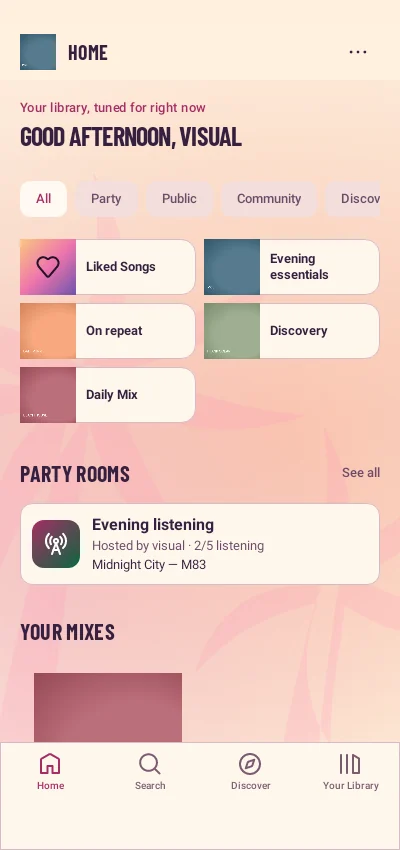 HOME
Your library, tuned for right now
GOOD AFTERNOON, VISUAL
All
Party
Public
Community
Discov
Liked Songs
Evening
essentials
On repeat
Discovery
Daily Mix
PARTY ROOMS
See all
Evening listening
Hosted by visual · 2/5 listening
Midnight City — M83
YOUR MIXES
Home
Search
Discover
Your Library